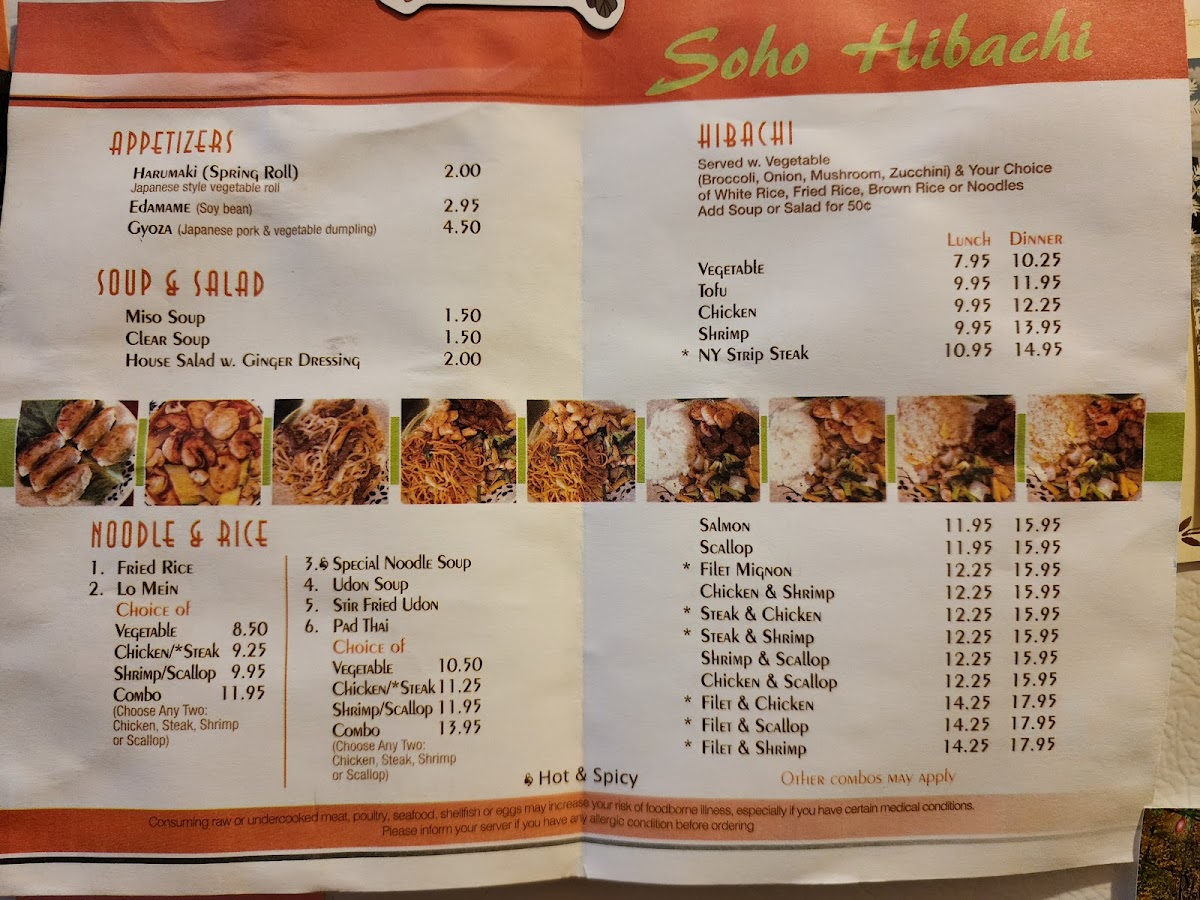 Soho Hibachi
APPETIZERS
Harumaki (Spring Roll) 2.00
Japanese style vegetable roll
Edamame (Soy bean) 2.95
Gyoza (Japanese pork & vegetable dumpling) 4.50
SOUP & SALAD
Miso Soup 1.50
Clear Soup 1.50
House Salad w. Ginger Dressing 2.00
NOODLE & RICE
1. Fried Rice
2. Lo Mein
Choice of
Vegetable 8.50
Chicken/*Steak 9.25
Shrimp/Scallop 9.95
Combo 11.95
(Choose Any Two:
Chicken, Steak, Shrimp
or Scallop)
3. Special Noodle Soup
4. Udon Soup
5. Stir Fried Udon
6. Pad Thai
Choice of
Vegetable 10.50
Chicken/*Steak 11.25
Shrimp/Scallop 11.95
Combo 13.95
(Choose Any Two:
Chicken, Steak, Shrimp
or Scallop)
Hot & Spicy
HIBACHI
Served w. Vegetable
(Broccoli, Onion, Mushroom, Zucchini) & Your Choice
of White Rice, Fried Rice, Brown Rice or Noodles
Add Soup or Salad for 50¢
Lunch Dinner
Vegetable 7.95 10.25
Tofu 9.95 11.95
Chicken 9.95 12.25
Shrimp 9.95 13.95
* NY Strip Steak 10.95 14.95
Salmon 11.95 15.95
Scallop 11.95 15.95
* Filet Mignon 12.25 15.95
Chicken & Shrimp 12.25 15.95
* Steak & Chicken 12.25 15.95
* Steak & Shrimp 12.25 15.95
Shrimp & Scallop 12.25 15.95
Chicken & Scallop 12.25 15.95
* Filet & Chicken 14.25 17.95
* Filet & Scallop 14.25 17.95
* Filet & Shrimp 14.25 17.95
Other combos may apply
Consuming raw or undercooked meat, poultry, seafood, shellfish or eggs may increase your risk of foodborne illness, especially if you have certain medical conditions.
Please inform your server if you have any allergic condition before ordering